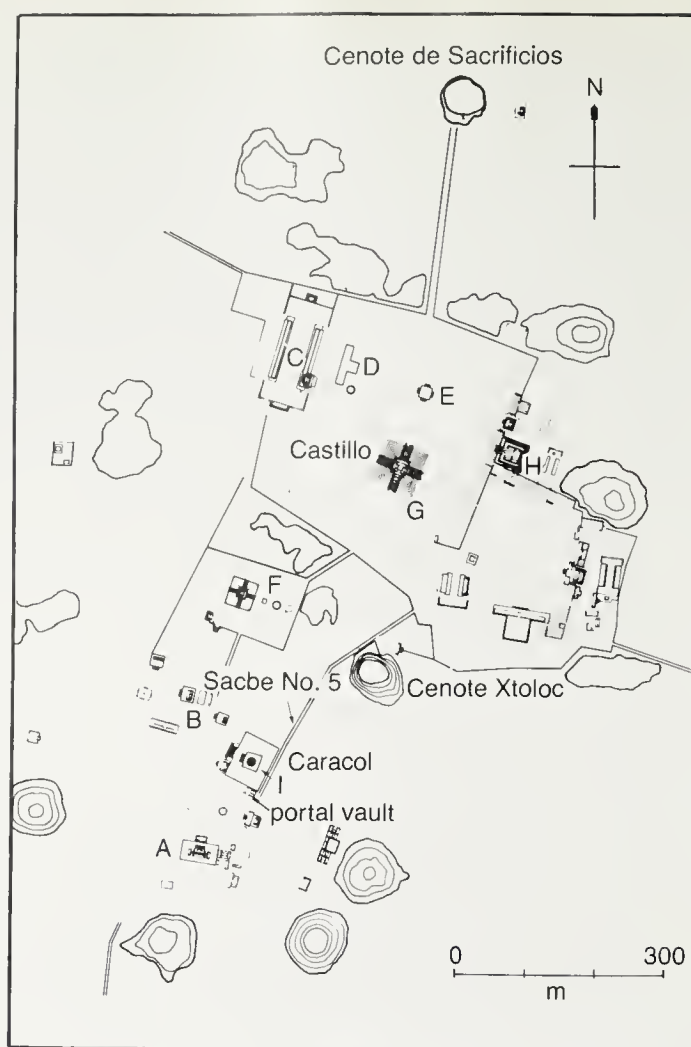 Cenote de Sacrificios
N
C
D
E
Castillo
H
G
F
Sacbe No. 5
Cenote Xtoloc
B
Caracol
I
portal vault
A
0 300
m